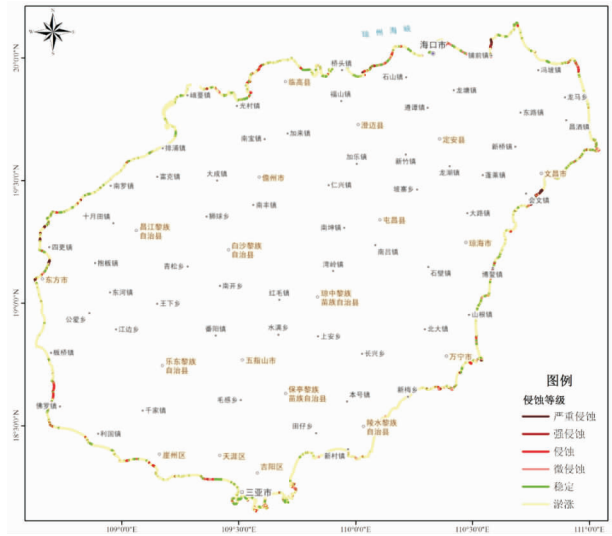 琼州海峡
海口市
桥头镇
铺前镇
石山镇
冯坡镇
20°0'N
临高县
福山镇
龙塘镇
龙马乡
峨蔓镇
光村镇
遵谭镇
东路镇
昌洒镇
澄迈县
南宝镇
加来镇
定安县
排浦镇
新桥镇
加乐镇
新竹镇
龙湖镇
蓬莱镇
文昌市
19°30'N
富克镇
大成镇
儋州市
仁兴镇
坡寨乡
会文镇
南罗镇
南丰镇
十月田镇
狮球乡
大路镇
屯昌县
昌江黎族
自治县
南坤镇
四更镇
白沙黎族
自治县
南吕镇
琼海市
抱板镇
青松乡
湾岭镇
石壁镇
博鳌镇
东方市
东河镇
南开乡
红毛镇
琼中黎族
苗族自治县
19°0'N
王下乡
公爱乡
山根镇
江边乡
番阳镇
水满乡
上安乡
北大镇
板桥镇
长兴乡
万宁市
乐东黎族
自治县
五指山市
图例
佛罗镇
毛感乡
保亭黎族
苗族自治县
本号镇
新梅乡
侵蚀等级
千家镇
严重侵蚀
18°30'N
利国镇
田仔乡
陵水黎族
自治县
强侵蚀
崖州区
天涯区
新村镇
侵蚀
吉阳区
微侵蚀
三亚市
稳定
淤涨
109°0'E
109°30'E
110°0'E
110°30'E
111°0'E